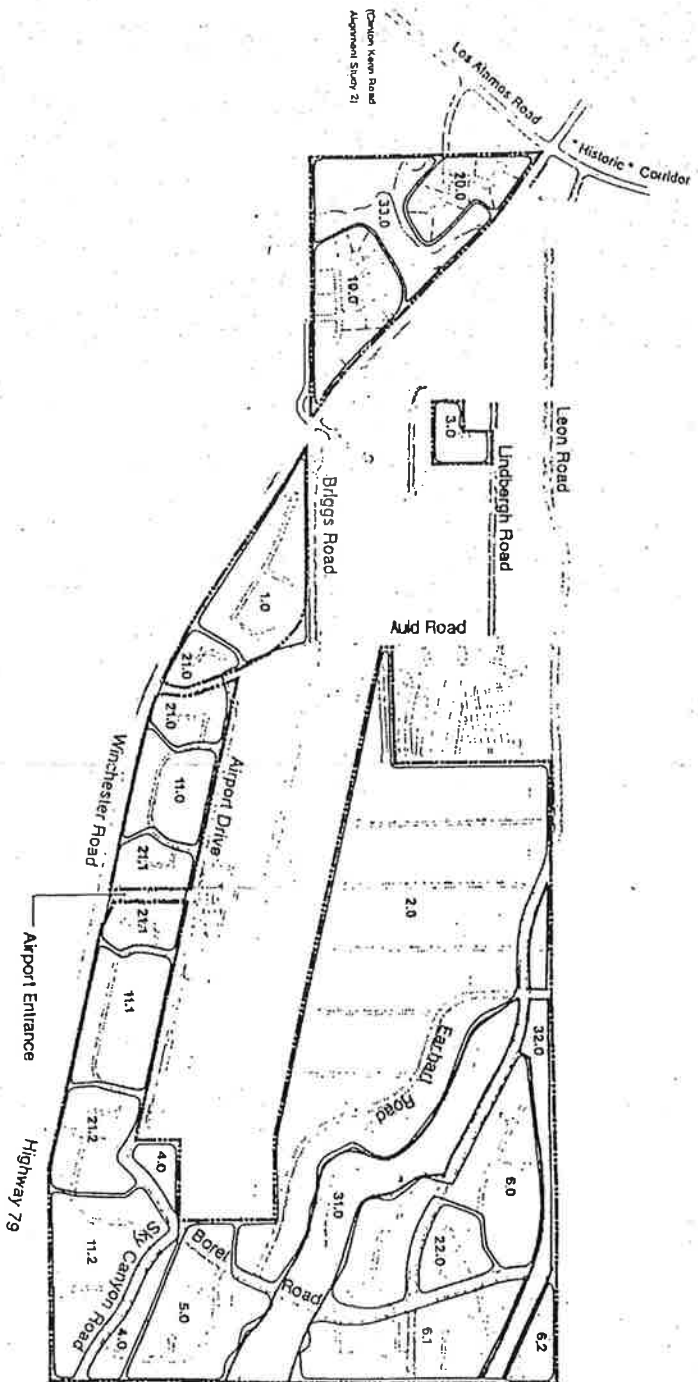 (Clinton Keith Road
Alignment Study 2)
Los Alamos Road
"Historic" Corridor
20.0
33.0
10.0
Leon Road
3.0
Lindbergh Road
Briggs Road
1.0
Auld Road
21.0
21.0
Winchester Road
11.0
Airport Drive
21.1
21.1
2.0
Airport Entrance
11.1
Earhart
Road
32.0
21.2
4.0
Highway 79
31.0
6.0
22.0
Sky Canyon Road
11.2
Borel Road
4.0
5.0
6.1
6.2